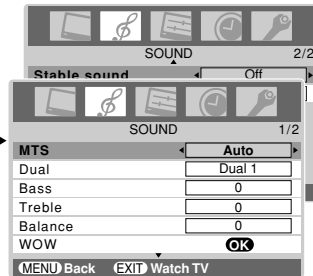 SOUND 2/2
Stable sound Off
SOUND 1/2
MTS Auto
Dual Dual 1
Bass 0
Treble 0
Balance 0
WOW OK
MENU Back EXIT Watch TV